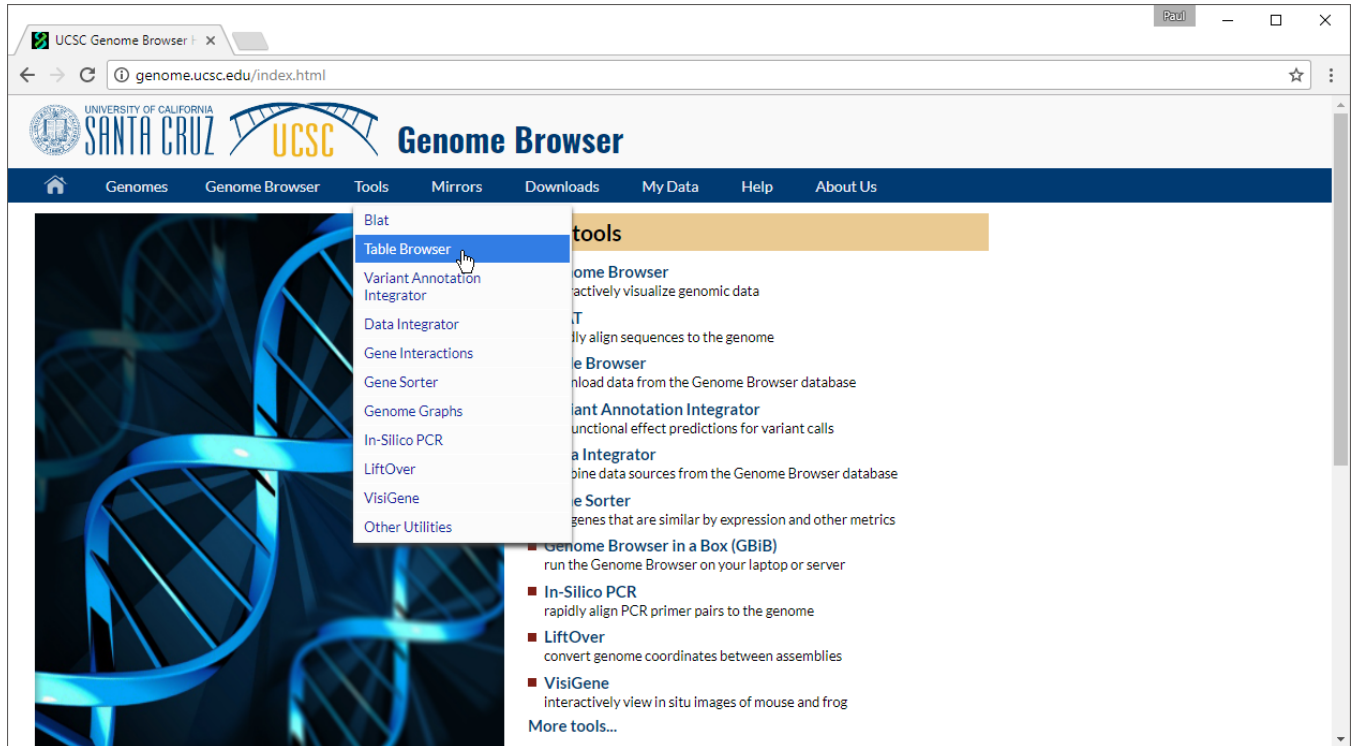 Paul
UCSC Genome Browser H
genome.ucsc.edu/index.html
UNIVERSITY OF CALIFORNIA
SANTA CRUZ
UCSC
Genome Browser
Genomes Genome Browser Tools Mirrors Downloads My Data Help About Us
Blat
Table Browser
Variant Annotation
Integrator
Data Integrator
Gene Interactions
Gene Sorter
Genome Graphs
In-Silico PCR
LiftOver
VisiGene
Other Utilities
tools
ome Browser
actively visualize genomic data
T
dly align sequences to the genome
le Browser
nload data from the Genome Browser database
iant Annotation Integrator
unctional effect predictions for variant calls
a Integrator
bine data sources from the Genome Browser database
e Sorter
genes that are similar by expression and other metrics
Genome Browser in a Box (GBiB)
run the Genome Browser on your laptop or server
In-Silico PCR
rapidly align PCR primer pairs to the genome
LiftOver
convert genome coordinates between assemblies
VisiGene
interactively view in situ images of mouse and frog
More tools...